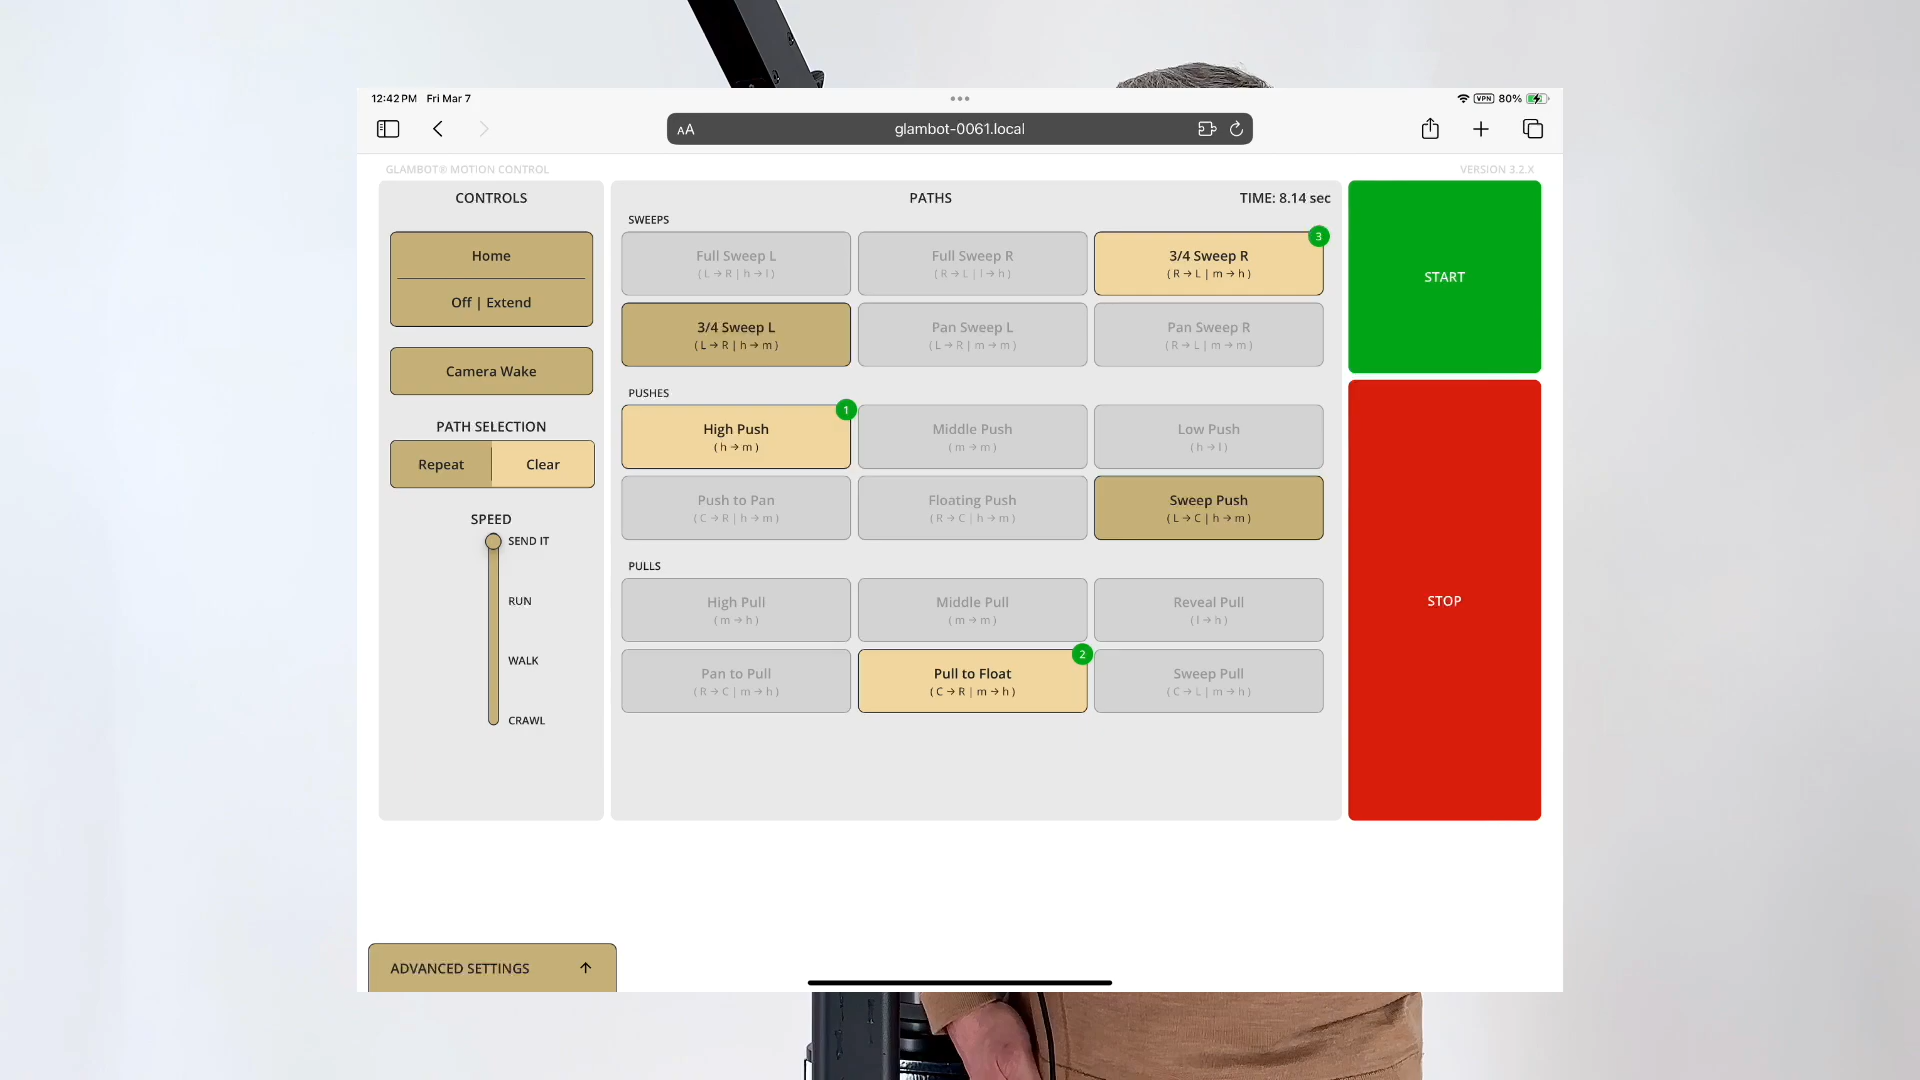 12:42 PM Fri Mar 7
VPN 80%
AA glambot-0061.local
GLAMBOT® MOTION CONTROL
VERSION 3.2.X
CONTROLS
Home
Off | Extend
Camera Wake
PATH SELECTION
Repeat Clear
SPEED
SEND IT
RUN
WALK
CRAWL
PATHS
TIME: 8.14 sec
SWEEPS
Full Sweep L
( L → R | h → l )
Full Sweep R
( R → L | l → h )
3
3/4 Sweep R
( R → L | m → h )
3/4 Sweep L
( L → R | h → m )
Pan Sweep L
( L → R | m → m )
Pan Sweep R
( R → L | m → m )
PUSHES
1
High Push
( h → m )
Middle Push
( m → m )
Low Push
( h → l )
Push to Pan
( C → R | h → m )
Floating Push
( R → C | h → m )
Sweep Push
( L → C | h → m )
PULLS
High Pull
( m → h )
Middle Pull
( m → m )
Reveal Pull
( l → h )
Pan to Pull
( R → C | m → h )
2
Pull to Float
( C → R | m → h )
Sweep Pull
( C → L | m → h )
START
STOP
ADVANCED SETTINGS ↑